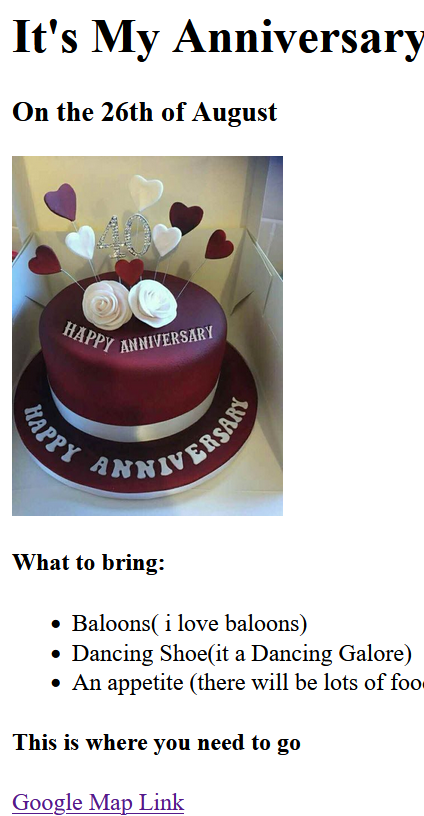 It's My Anniversary
On the 26th of August
40
HAPPY ANNIVERSARY
HAPPY ANNIVERSARY
What to bring:
Baloons( i love baloons)
Dancing Shoe(it a Dancing Galore)
An appetite (there will be lots of foo
This is where you need to go
Google Map Link